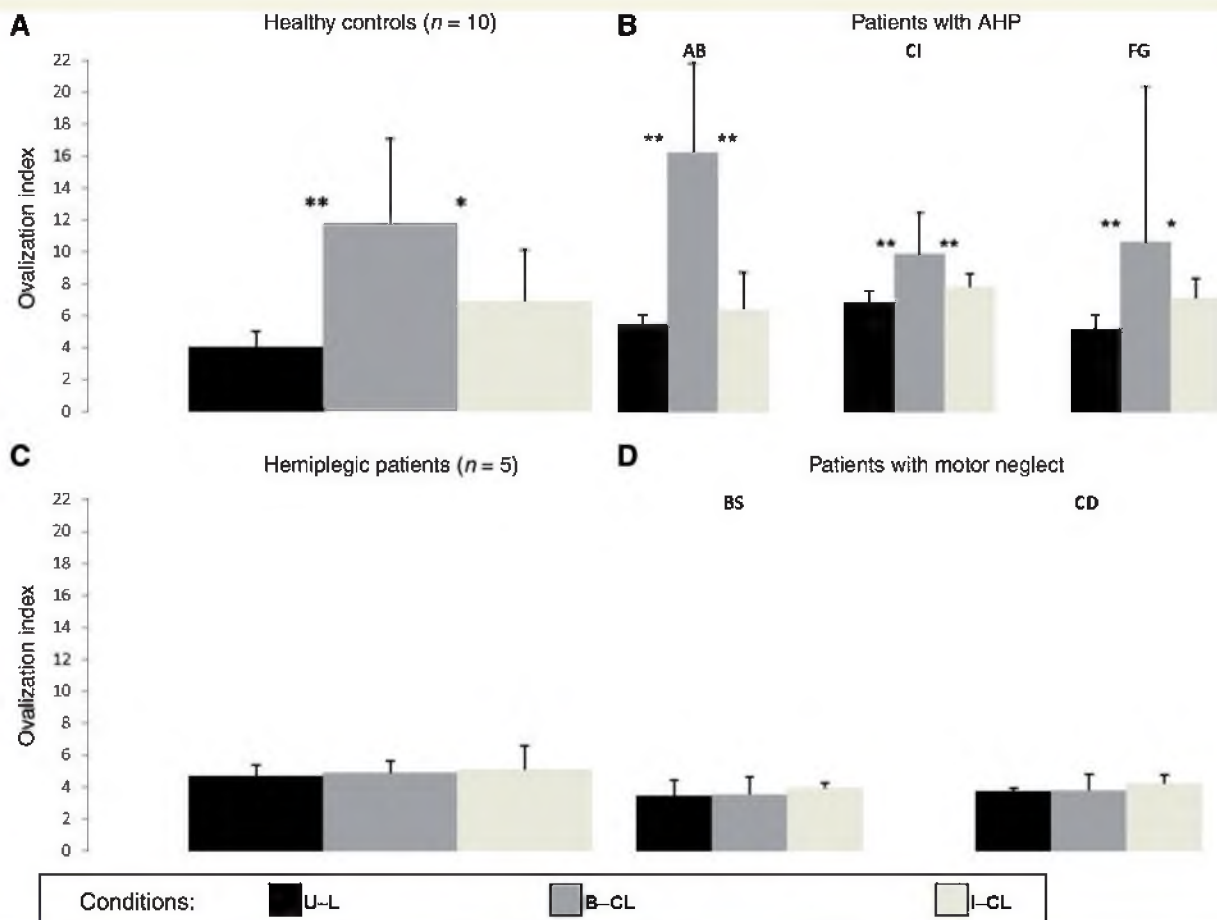 A
Healthy controls (n = 10)
B
Patients with AHP
AB
CI
FG
Ovalization index
22
20
18
16
14
12
10
8
6
4
2
0
**
*
**
**
**
**
**
*
C
Hemiplegic patients (n = 5)
D
Patients with motor neglect
BS
CD
Ovalization index
22
20
18
16
14
12
10
8
6
4
2
0
Conditions: U–L B–CL I–CL